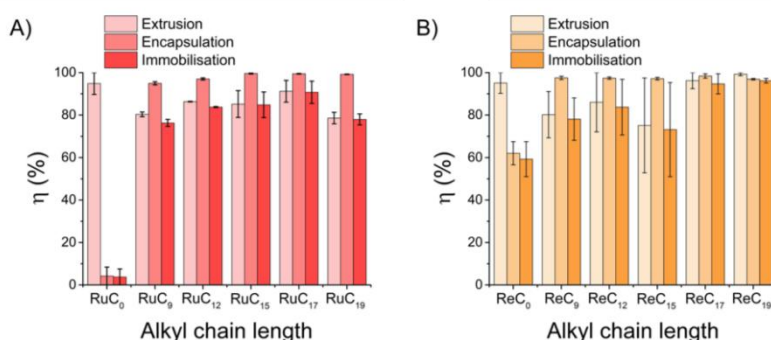 A)
Extrusion
Encapsulation
Immobilisation
100
80
60
40
20
0
η (%)
RuC₀
RuC₉
RuC₁₂
RuC₁₅
RuC₁₇
RuC₁₉
Alkyl chain length
B)
Extrusion
Encapsulation
Immobilisation
100
80
60
40
20
0
η (%)
ReC₀
ReC₉
ReC₁₂
ReC₁₅
ReC₁₇
ReC₁₉
Alkyl chain length